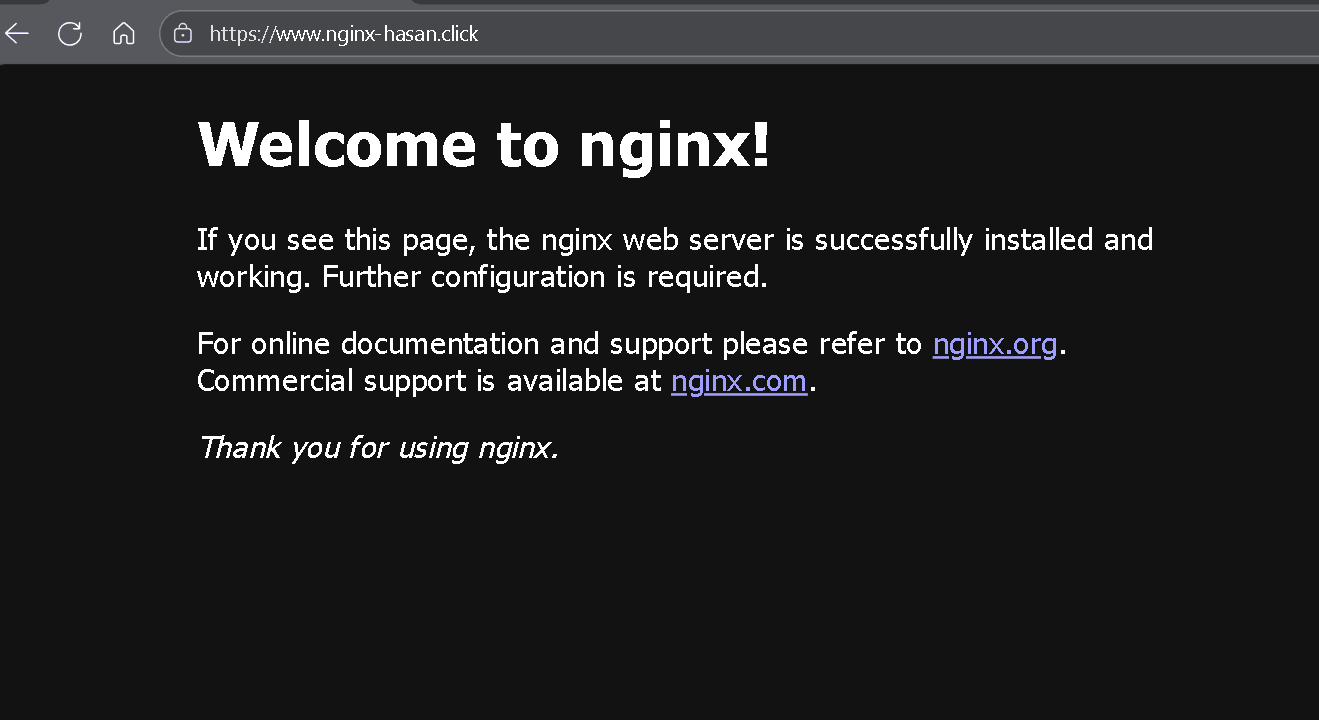 https://www.nginx-hasan.click
Welcome to nginx!
If you see this page, the nginx web server is successfully installed and
working. Further configuration is required.
For online documentation and support please refer to nginx.org.
Commercial support is available at nginx.com.
Thank you for using nginx.